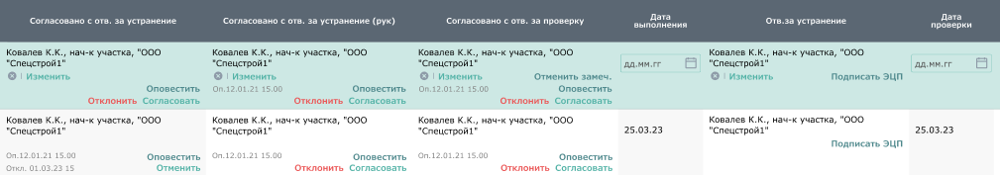 Согласовано с отв. за устранение
Согласовано с отв. за устранение (рук)
Согласовано с отв. за проверку
Дата
выполнения
Отв.за устранение
Дата
проверки
Ковалев К.К., нач-к участка, "ООО
"Спецстрой1"
Изменить
Оповестить
Отклонить Согласовать
Ковалев К.К., нач-к участка, "ООО
"Спецстрой1"
Изменить
Оп.12.01.21 15.00
Оповестить
Отклонить Согласовать
Ковалев К.К., нач-к участка, "ООО
"Спецстрой1"
Изменить
Отменить замеч.
Оп.12.01.21 15.00
Оповестить
Отклонить Согласовать
дд.мм.гг
Ковалев К.К., нач-к участка, "ООО
"Спецстрой1"
Изменить
Подписать ЭЦП
дд.мм.гг
Ковалев К.К., нач-к участка, "ООО
"Спецстрой1"
Оп.12.01.21 15.00
Оповестить
Откл. 01.03.23 15
Отменить
Ковалев К.К., нач-к участка, "ООО
"Спецстрой1"
Оп.12.01.21 15.00
Оповестить
Отклонить Согласовать
Ковалев К.К., нач-к участка, "ООО
"Спецстрой1"
Оп.12.01.21 15.00
Оповестить
Отклонить Согласовать
25.03.23
Ковалев К.К., нач-к участка, "ООО
"Спецстрой1"
Подписать ЭЦП
25.03.23